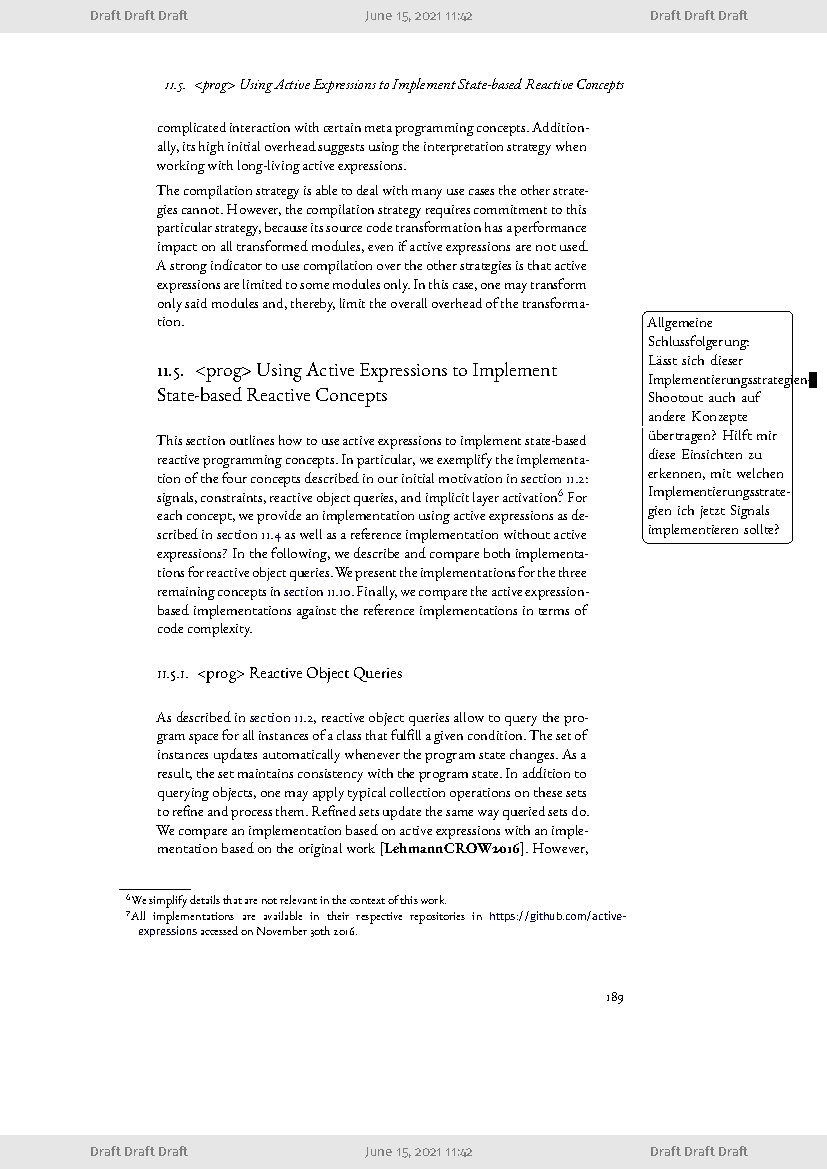 Draft Draft Draft June 15, 2021 11:42 Draft Draft Draft
11.5. <prog> Using Active Expressions to Implement State-based Reactive Concepts
complicated interaction with certain meta programming concepts. Addition-
ally, its high initial overhead suggests using the interpretation strategy when
working with long-living active expressions.
The compilation strategy is able to deal with many use cases the other strate-
gies cannot. However, the compilation strategy requires commitment to this
particular strategy, because its source code transformation has a performance
impact on all transformed modules, even if active expressions are not used.
A strong indicator to use compilation over the other strategies is that active
expressions are limited to some modules only. In this case, one may transform
only said modules and, thereby, limit the overall overhead of the transforma-
tion.
11.5. <prog> Using Active Expressions to Implement
State-based Reactive Concepts
This section outlines how to use active expressions to implement state-based
reactive programming concepts. In particular, we exemplify the implementa-
tion of the four concepts described in our initial motivation in section 11.2:
signals, constraints, reactive object queries, and implicit layer activation.6 For
each concept, we provide an implementation using active expressions as de-
scribed in section 11.4 as well as a reference implementation without active
expressions.7 In the following, we describe and compare both implementa-
tions for reactive object queries. We present the implementations for the three
remaining concepts in section 11.10. Finally, we compare the active expression-
based implementations against the reference implementations in terms of
code complexity.
11.5.1. <prog> Reactive Object Queries
As described in section 11.2, reactive object queries allow to query the pro-
gram space for all instances of a class that fulfill a given condition. The set of
instances updates automatically whenever the program state changes. As a
result, the set maintains consistency with the program state. In addition to
querying objects, one may apply typical collection operations on these sets
to refine and process them. Refined sets update the same way queried sets do.
We compare an implementation based on active expressions with an imple-
mentation based on the original work [LehmannCROW2016]. However,
Allgemeine
Schlussfolgerung:
Lässt sich dieser
Implementierungsstrategien-
Shootout auch auf
andere Konzepte
übertragen? Hilft mir
diese Einsichten zu
erkennen, mit welchen
Implementierungsstrate-
gien ich jetzt Signals
implementieren sollte?
6We simplify details that are not relevant in the context of this work.
7All implementations are available in their respective repositories in https://github.com/active-
expressions accessed on November 30th 2016.
189
Draft Draft Draft June 15, 2021 11:42 Draft Draft Draft